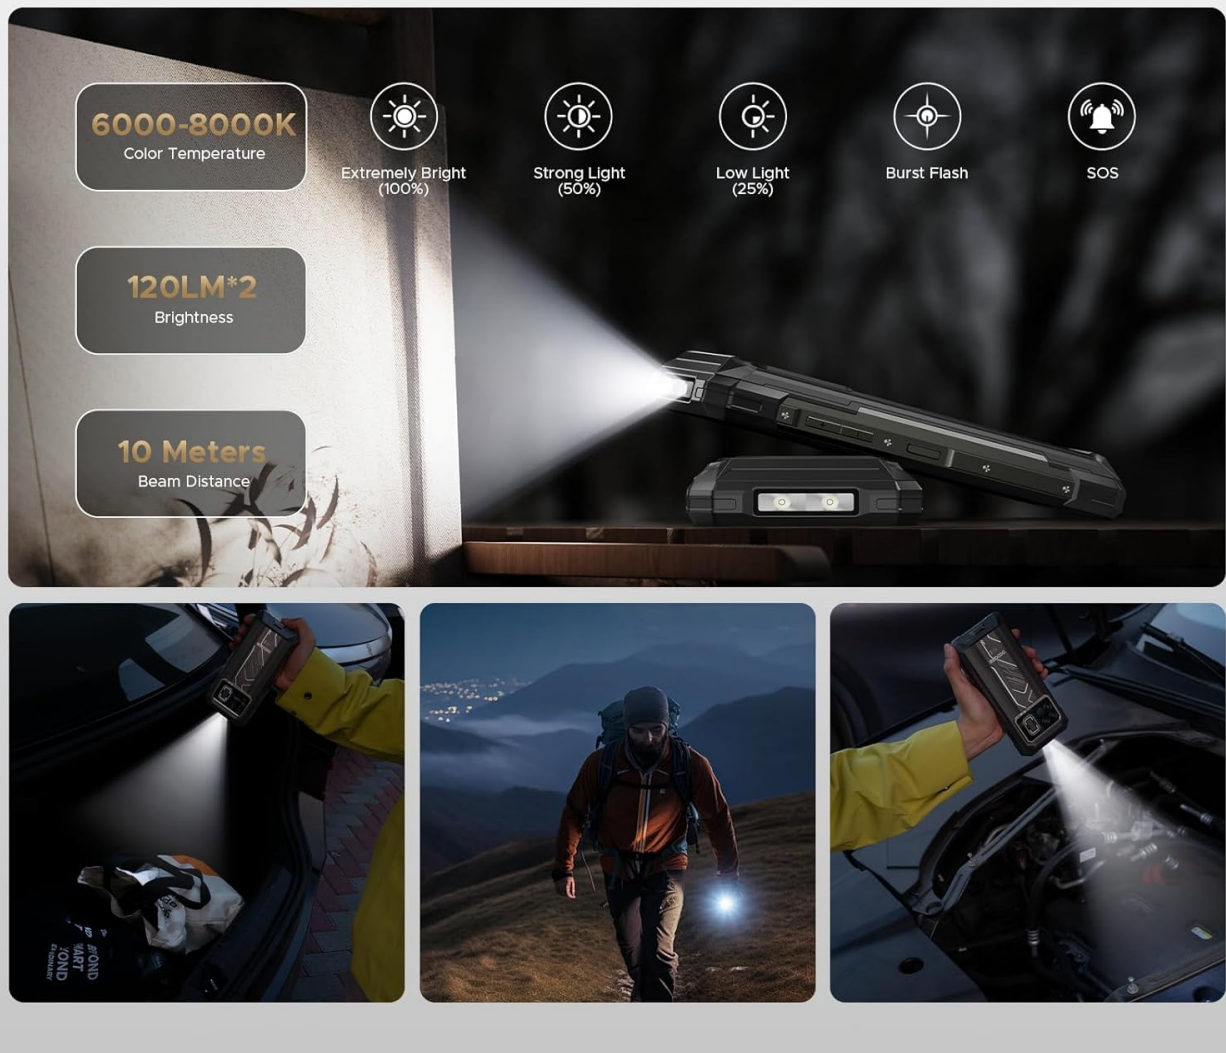 6000-8000K
Color Temperature
Extremely Bright
(100%)
Strong Light
(50%)
Low Light
(25%)
Burst Flash
SOS
120LM*2
Brightness
10 Meters
Beam Distance